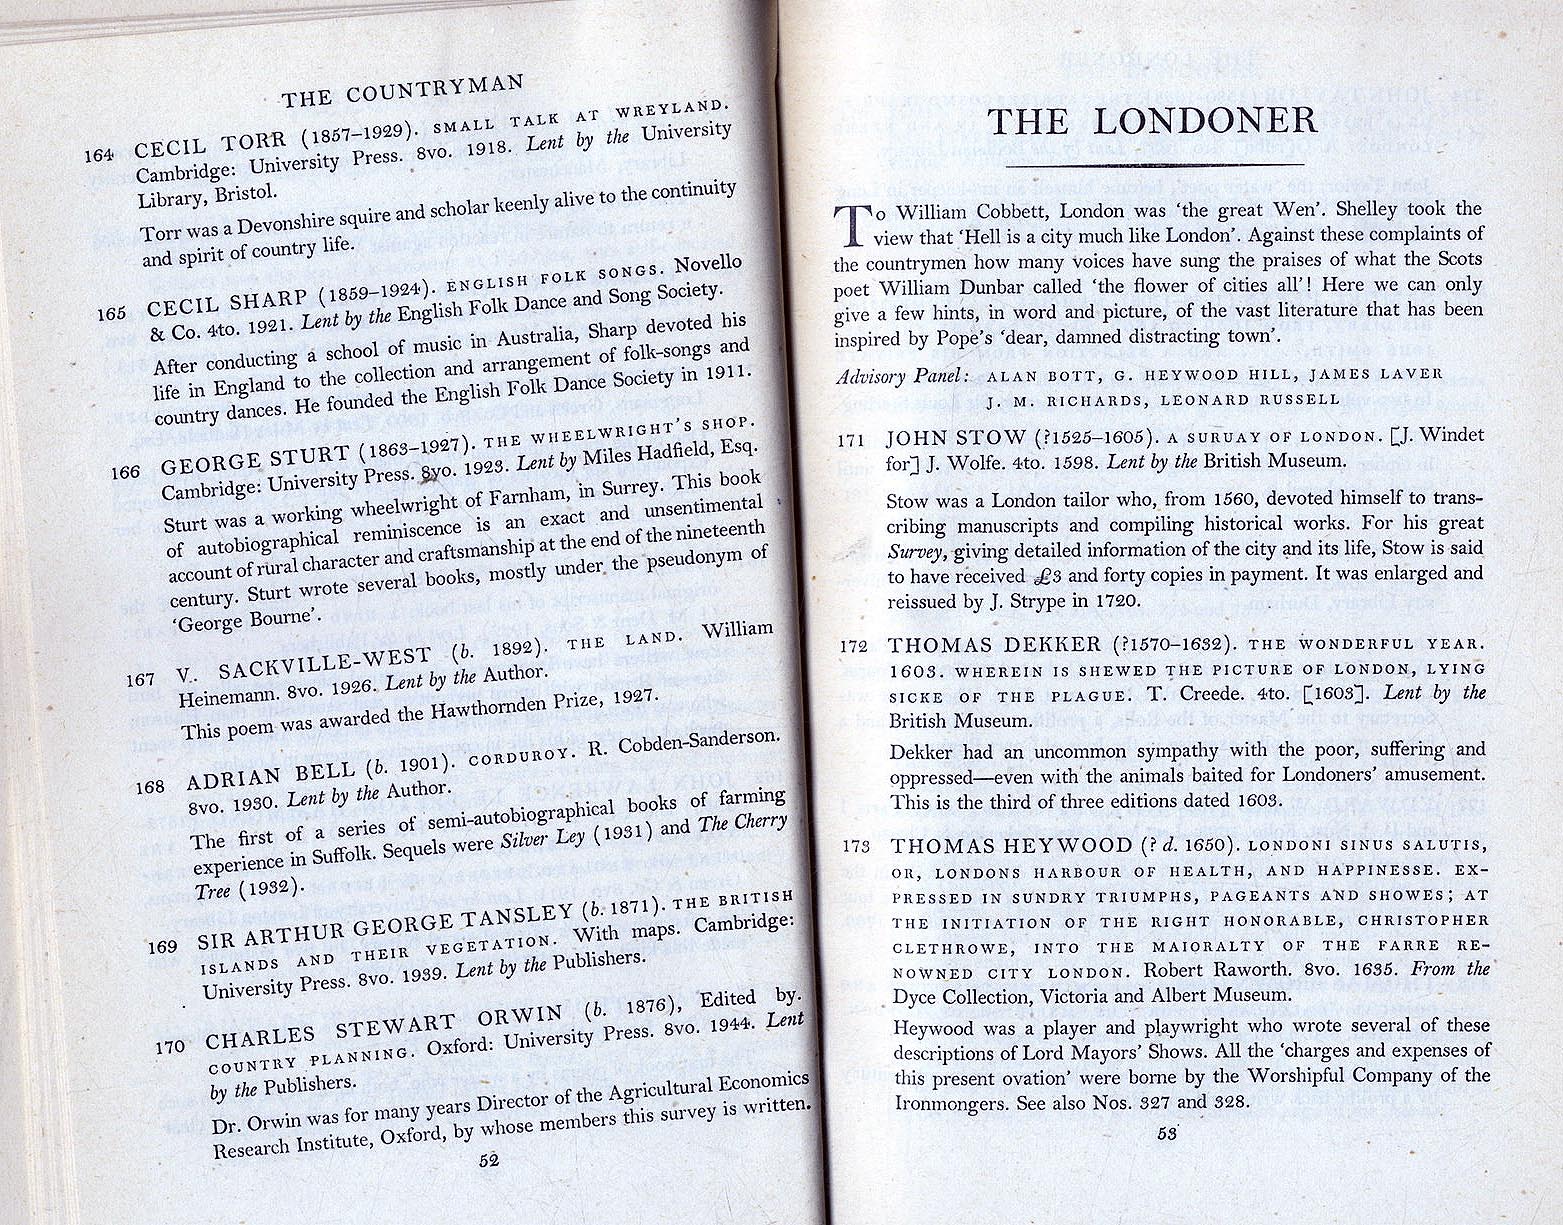 THE COUNTRYMAN
164 CECIL TORR (1857–1929). SMALL TALK AT WREYLAND.
Cambridge: University Press. 8vo. 1918. Lent by the University
Library, Bristol.
Torr was a Devonshire squire and scholar keenly alive to the continuity
and spirit of country life.
165 CECIL SHARP (1859–1924). ENGLISH FOLK SONGS. Novello
& Co. 4to. 1921. Lent by the English Folk Dance and Song Society.
After conducting a school of music in Australia, Sharp devoted his
life in England to the collection and arrangement of folk-songs and
country dances. He founded the English Folk Dance Society in 1911.
166 GEORGE STURT (1863–1927). THE WHEELWRIGHT'S SHOP.
Cambridge: University Press. 8vo. 1923. Lent by Miles Hadfield, Esq.
Sturt was a working wheelwright of Farnham, in Surrey. This book
of autobiographical reminiscence is an exact and unsentimental
account of rural character and craftsmanship at the end of the nineteenth
century. Sturt wrote several books, mostly under the pseudonym of
'George Bourne'.
167 V. SACKVILLE-WEST (b. 1892). THE LAND. William
Heinemann. 8vo. 1926. Lent by the Author.
This poem was awarded the Hawthornden Prize, 1927.
168 ADRIAN BELL (b. 1901). CORDUROY. R. Cobden-Sanderson.
8vo. 1930. Lent by the Author.
The first of a series of semi-autobiographical books of farming
experience in Suffolk. Sequels were Silver Ley (1931) and The Cherry
Tree (1932).
169 SIR ARTHUR GEORGE TANSLEY (b. 1871). THE BRITISH
ISLANDS AND THEIR VEGETATION. With maps. Cambridge:
University Press. 8vo. 1939. Lent by the Publishers.
170 CHARLES STEWART ORWIN (b. 1876), Edited by.
COUNTRY PLANNING. Oxford: University Press. 8vo. 1944. Lent
by the Publishers.
Dr. Orwin was for many years Director of the Agricultural Economics
Research Institute, Oxford, by whose members this survey is written.
52
THE LONDONER
To William Cobbett, London was 'the great Wen'. Shelley took the
view that 'Hell is a city much like London'. Against these complaints of
the countrymen how many voices have sung the praises of what the Scots
poet William Dunbar called 'the flower of cities all'! Here we can only
give a few hints, in word and picture, of the vast literature that has been
inspired by Pope's 'dear, damned distracting town'.
Advisory Panel: ALAN BOTT, G. HEYWOOD HILL, JAMES LAVER
J. M. RICHARDS, LEONARD RUSSELL
171 JOHN STOW (?1525–1605). A SURUAY OF LONDON. [J. Windet
for] J. Wolfe. 4to. 1598. Lent by the British Museum.
Stow was a London tailor who, from 1560, devoted himself to trans-
cribing manuscripts and compiling historical works. For his great
Survey, giving detailed information of the city and its life, Stow is said
to have received £3 and forty copies in payment. It was enlarged and
reissued by J. Strype in 1720.
172 THOMAS DEKKER (?1570–1632). THE WONDERFUL YEAR.
1603. WHEREIN IS SHEWED THE PICTURE OF LONDON, LYING
SICKE OF THE PLAGUE. T. Creede. 4to. [1603]. Lent by the
British Museum.
Dekker had an uncommon sympathy with the poor, suffering and
oppressed—even with the animals baited for Londoners' amusement.
This is the third of three editions dated 1603.
173 THOMAS HEYWOOD (? d. 1650). LONDONI SINUS SALUTIS,
OR, LONDONS HARBOUR OF HEALTH, AND HAPPINESSE. EX-
PRESSED IN SUNDRY TRIUMPHS, PAGEANTS AND SHOWES; AT
THE INITIATION OF THE RIGHT HONORABLE, CHRISTOPHER
CLETHROWE, INTO THE MAIORALTY OF THE FARRE RE-
NOWNED CITY LONDON. Robert Raworth. 8vo. 1635. From the
Dyce Collection, Victoria and Albert Museum.
Heywood was a player and playwright who wrote several of these
descriptions of Lord Mayors' Shows. All the 'charges and expenses of
this present ovation' were borne by the Worshipful Company of the
Ironmongers. See also Nos. 327 and 328.
53